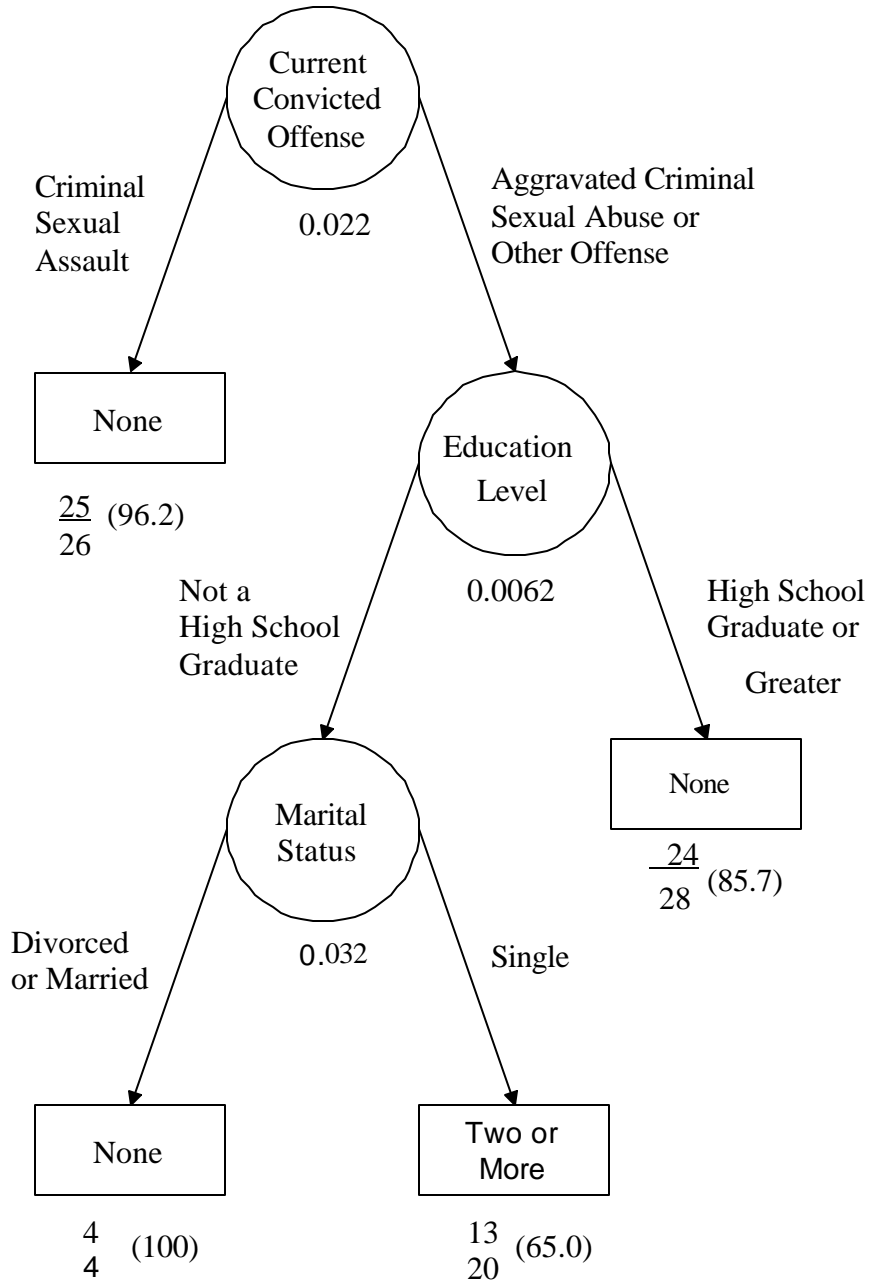 Current
Convicted
Offense
Criminal
Sexual
Assault
0.022
Aggravated Criminal
Sexual Abuse or
Other Offense
None
25
26
(96.2)
Education
Level
Not a
High School
Graduate
0.0062
High School
Graduate or
Greater
Marital
Status
None
24
28
(85.7)
Divorced
or Married
0.032
Single
None
Two or
More
4
4
(100)
13
20
(65.0)